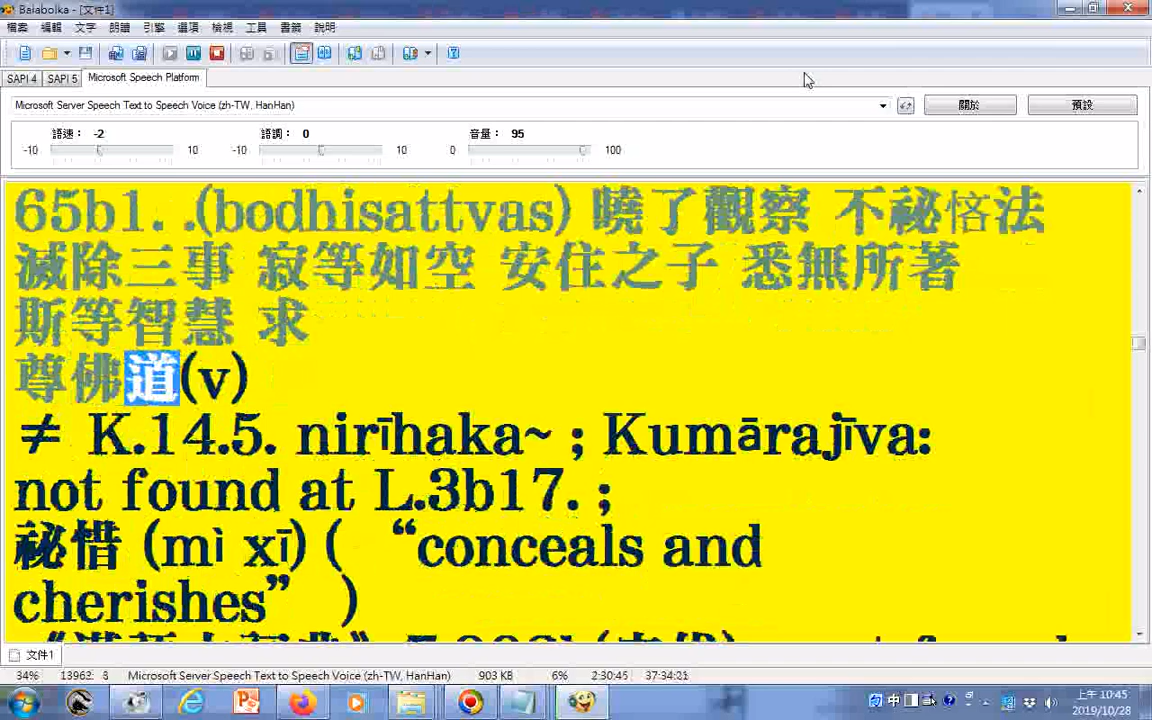 Balabolka - [文件1]
檔案 編輯 文字 朗讀 引擎 選項 檢視 工具 書籤 說明
SAPI 4 SAPI 5 Microsoft Speech Platform
Microsoft Server Speech Text to Speech Voice (zh-TW, HanHan) 關於 預設
語速： -2 語調： 0 音量： 95
-10 10 -10 10 0 100
65b1. .(bodhisattvas) 曉了觀察 不祕悋法
滅除三事 寂等如空 安住之子 悉無所著
斯等智慧 求
尊佛道(v)
≠ K.14.5. nirīhaka~ ; Kumārajīva:
not found at L.3b17. ;
祕惜 (mì xī) ( “conceals and
cherishes” )
文件1
34% 13962: 8 Microsoft Server Speech Text to Speech Voice (zh-TW, HanHan) 903 KB 6% 2:30:45 37:34:21
中 上午 10:45
2019/10/28